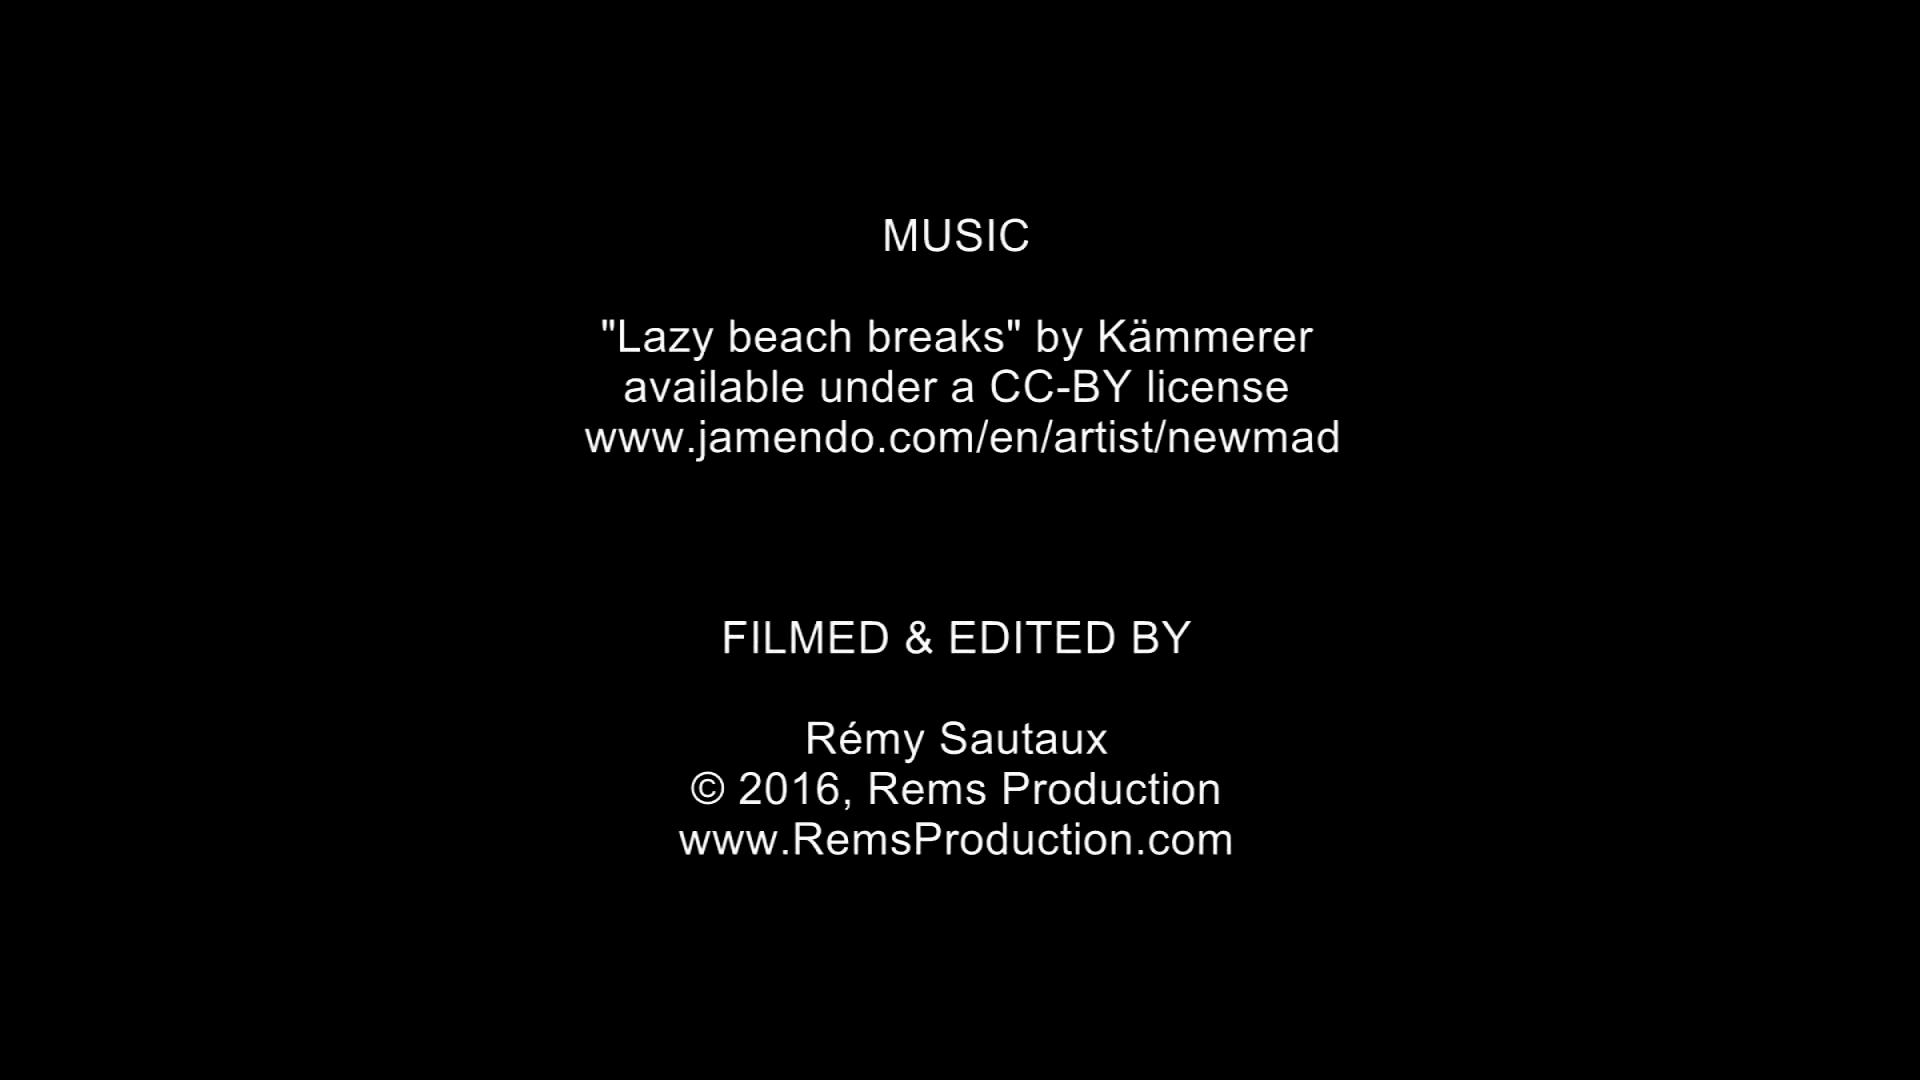 MUSIC
"Lazy beach breaks" by Kämmerer
available under a CC-BY license
www.jamendo.com/en/artist/newmad
FILMED & EDITED BY
Rémy Sautaux
© 2016, Rems Production
www.RemsProduction.com